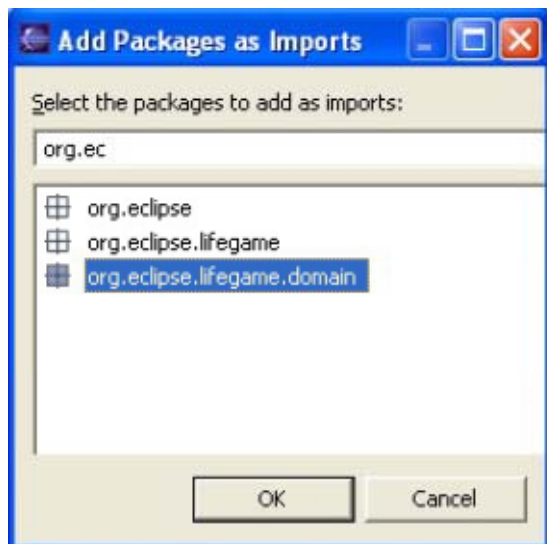 Add Packages as Imports
Select the packages to add as imports:
org.ec
org.eclipse
org.eclipse.lifegame
org.eclipse.lifegame.domain
OK
Cancel